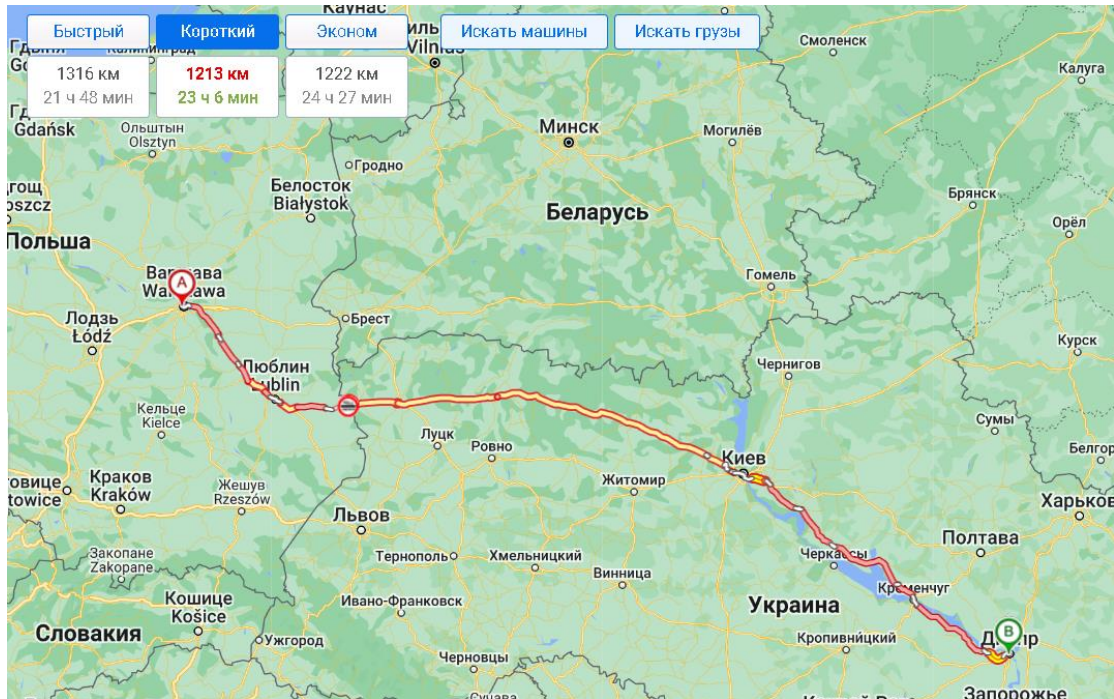 Каунас
Быстрый
Короткий
Эконом
Искать машины
Искать грузы
Vilnius
Смоленск
1316 км
1213 км
1222 км
21 ч 48 мин
23 ч 6 мин
24 ч 27 мин
Калуга
Gdańsk
Ольштын
Olsztyn
Минск
Могилёв
Гродно
Белосток
Białystok
Беларусь
Брянск
Орёл
Польша
A
Warszawa
Гомель
Лодзь
Łódź
Брест
Курск
Чернигов
Люблин
Lublin
Кельце
Kielce
Сумы
Луцк
Ровно
Киев
Житомир
Краков
Kraków
Жешув
Rzeszów
Львов
Полтава
Закопане
Zakopane
Тернополь
Хмельницкий
Черкассы
Винница
Кременчуг
Кошице
Košice
Ивано-Франковск
Украина
B
Днипр
Словакия
Ужгород
Кропивницкий
Черновцы
Запорожье